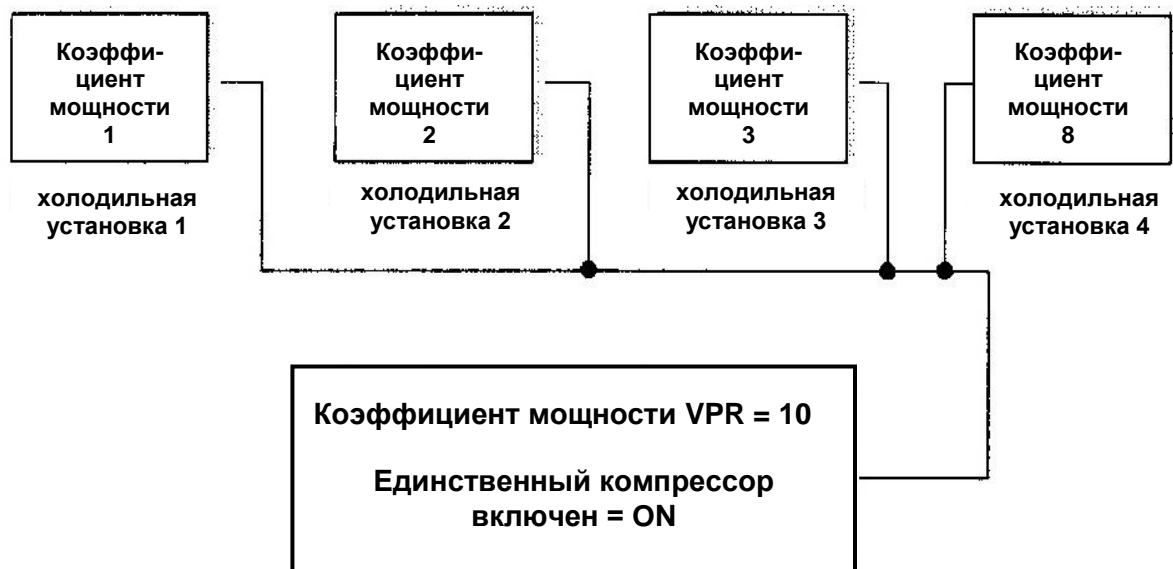 Коэффи-
циент
мощности
1
холодильная
установка 1
Коэффи-
циент
мощности
2
холодильная
установка 2
Коэффи-
циент
мощности
3
холодильная
установка 3
Коэффи-
циент
мощности
8
холодильная
установка 4
Коэффициент мощности VPR = 10
Единственный компрессор
включен = ON